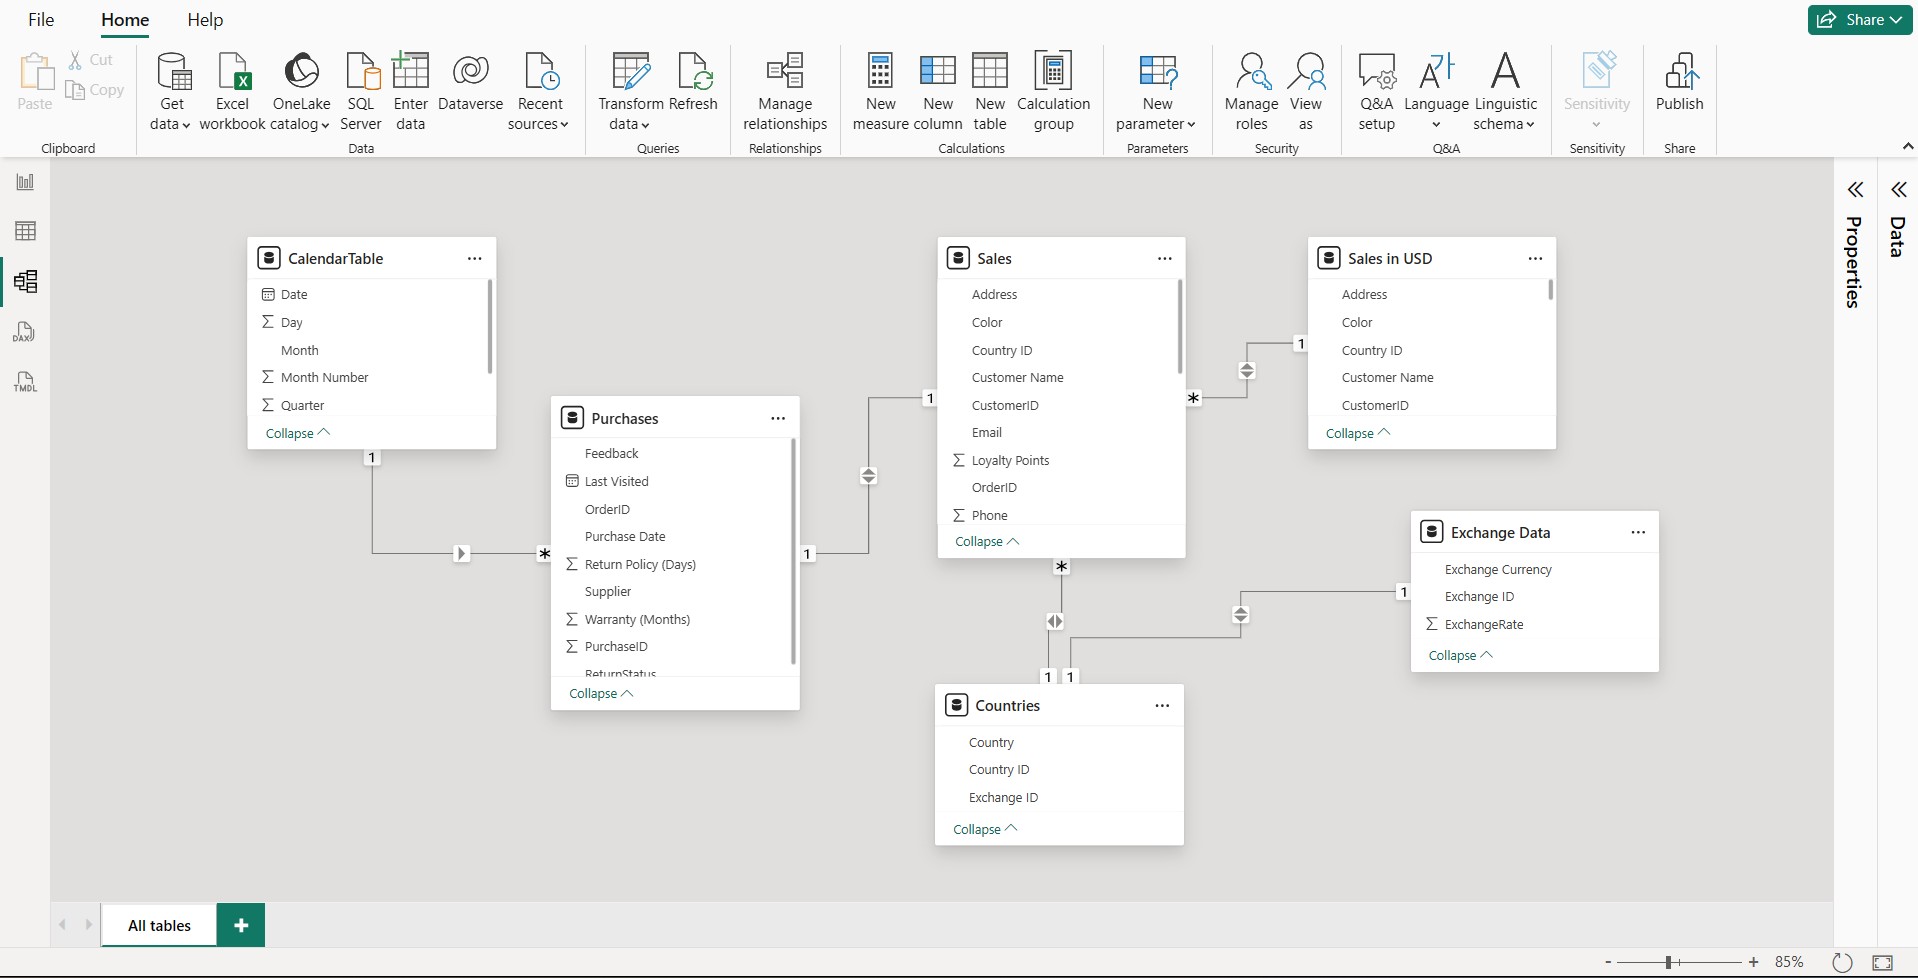 File
Home
Help
Share
Paste
Cut
Copy
Clipboard
Get data
Excel workbook
OneLake catalog
SQL Server
Enter data
Dataverse
Recent sources
Data
Transform data
Refresh
Queries
Manage relationships
Relationships
New measure
New column
New table
Calculation group
Calculations
New parameter
Parameters
Manage roles
View as
Security
Q&A setup
Language
Linguistic schema
Q&A
Sensitivity
Sensitivity
Publish
Share
DAX
TMDL
CalendarTable
Date
Day
Month
Month Number
Quarter
Collapse
1
*
Purchases
Feedback
Last Visited
OrderID
Purchase Date
Return Policy (Days)
Supplier
Warranty (Months)
PurchaseID
ReturnStatus
Collapse
1
1
Sales
Address
Color
Country ID
Customer Name
CustomerID
Email
Loyalty Points
OrderID
Phone
Collapse
*
1
Sales in USD
Address
Color
Country ID
Customer Name
CustomerID
Collapse
*
1 1
1
Exchange Data
Exchange Currency
Exchange ID
ExchangeRate
Collapse
Countries
Country
Country ID
Exchange ID
Collapse
Properties
Data
All tables
+
- + 85%